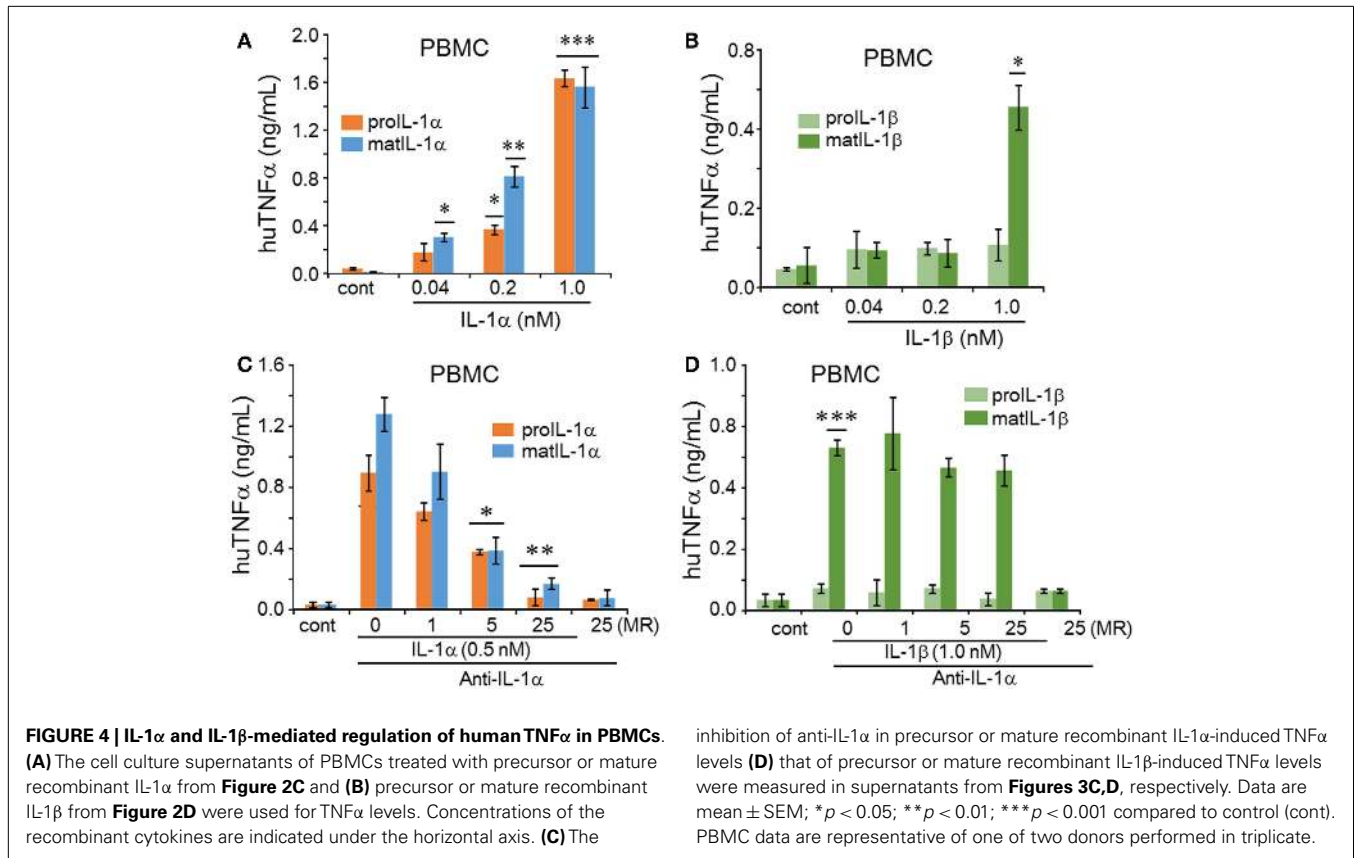 A
PBMC
***
2.0
1.6
1.2
0.8
0.4
0.0
huTNFα (ng/mL)
proIL-1α
matIL-1α
*
*
**
cont
0.04
0.2
1.0
IL-1α (nM)
B
PBMC
*
0.8
0.4
0.2
0.0
huTNFα (ng/mL)
proIL-1β
matIL-1β
cont
0.04
0.2
1.0
IL-1β (nM)
C
PBMC
1.6
1.2
0.8
0.4
0.0
huTNFα (ng/mL)
proIL-1α
matIL-1α
*
**
cont
0 1 5 25 25 (MR)
IL-1α (0.5 nM)
Anti-IL-1α
D
PBMC
1.0
0.8
0.4
0.2
0.0
huTNFα (ng/mL)
proIL-1β
matIL-1β
***
cont
0 1 5 25 25 (MR)
IL-1β (1.0 nM)
Anti-IL-1α
FIGURE 4 | IL-1α and IL-1β-mediated regulation of human TNFα in PBMCs.
(A) The cell culture supernatants of PBMCs treated with precursor or mature
recombinant IL-1α from Figure 2C and (B) precursor or mature recombinant
IL-1β from Figure 2D were used for TNFα levels. Concentrations of the
recombinant cytokines are indicated under the horizontal axis. (C) The
inhibition of anti-IL-1α in precursor or mature recombinant IL-1α-induced TNFα
levels (D) that of precursor or mature recombinant IL-1β-induced TNFα levels
were measured in supernatants from Figures 3C,D, respectively. Data are
mean ± SEM; *p < 0.05; **p < 0.01; ***p < 0.001 compared to control (cont).
PBMC data are representative of one of two donors performed in triplicate.